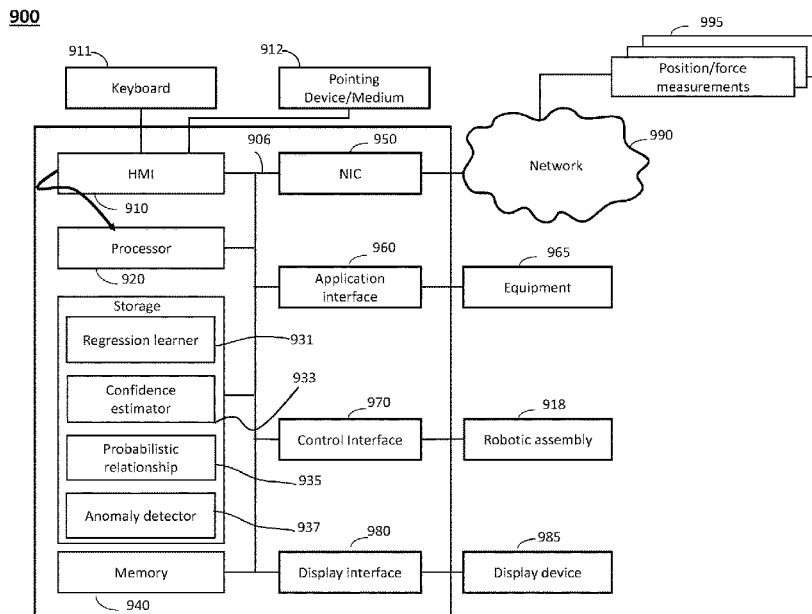 900
911
912
995
Keyboard
Pointing
Device/Medium
Position/force
measurements
906
950
990
HMI
NIC
Network
910
Processor
920
960
965
Application
interface
Equipment
Storage
Regression learner
931
933
Confidence
estimator
970
918
Control Interface
Robotic assembly
Probabilistic
relationship
935
Anomaly detector
937
980
985
Memory
Display interface
Display device
940